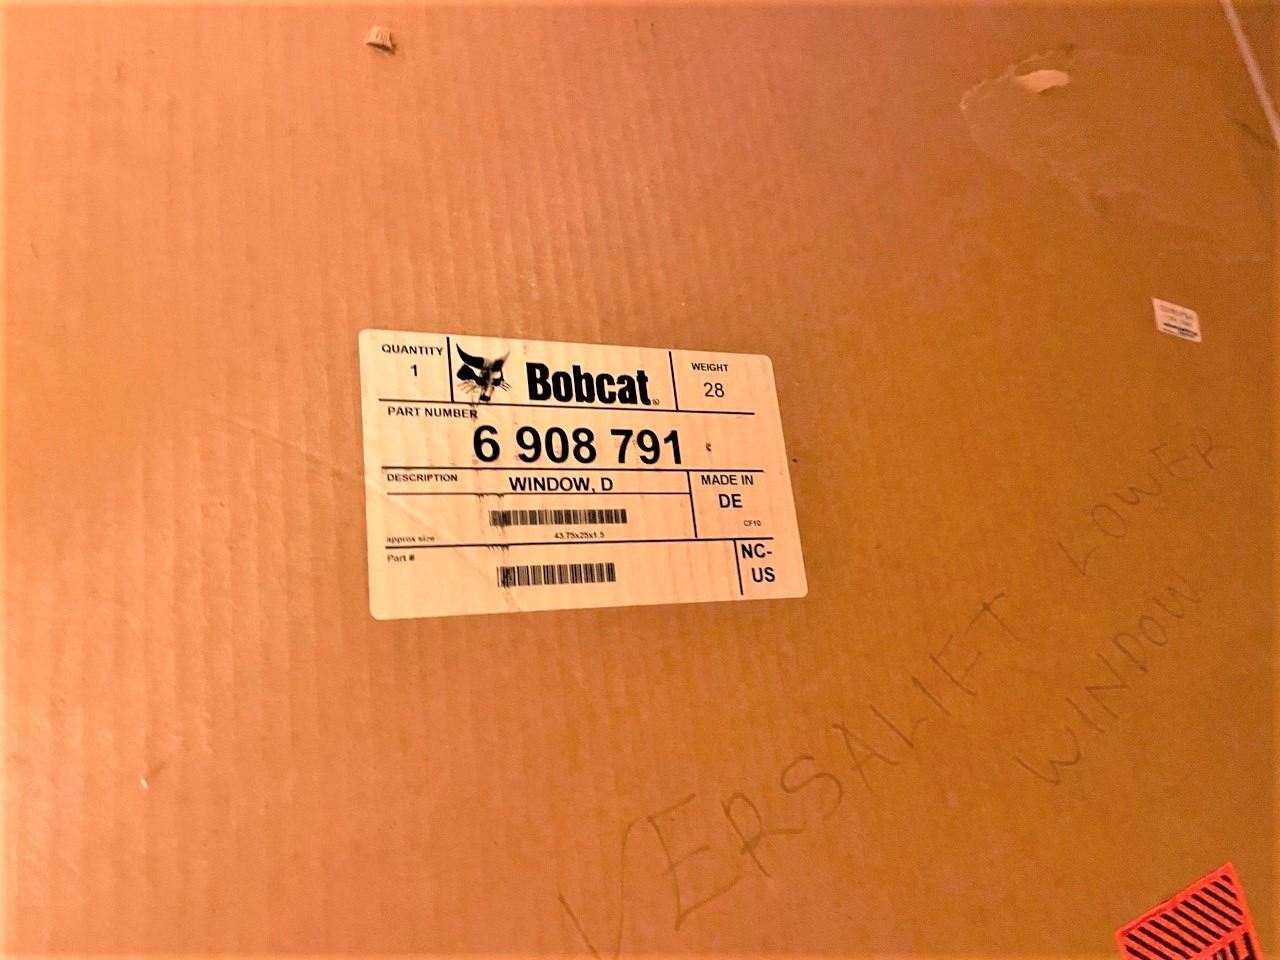 QUANTITY
1
Bobcat®
WEIGHT
28
PART NUMBER
6 908 791
DESCRIPTION
WINDOW, D
MADE IN
DE
CF10
approx size
43.75x25x1.5
Part #
NC-
US
VERSALIFT LOWER
WINDOW